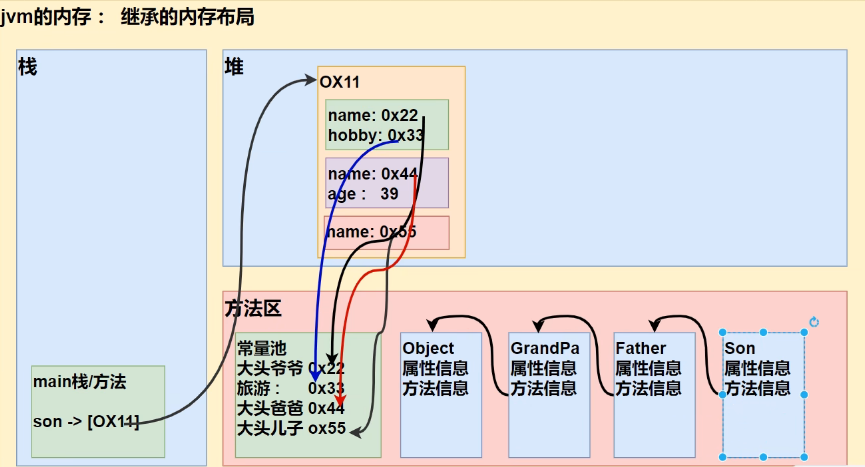 jvm的内存： 继承的内存布局
栈
main栈/方法
son -> [OX11]
堆
OX11
name: 0x22
hobby: 0x33
name: 0x44
age： 39
name: 0x55
方法区
常量池
大头爷爷 0x22
旅游： 0x33
大头爸爸 0x44
大头儿子 ox55
Object
属性信息
方法信息
GrandPa
属性信息
方法信息
Father
属性信息
方法信息
Son
属性信息
方法信息